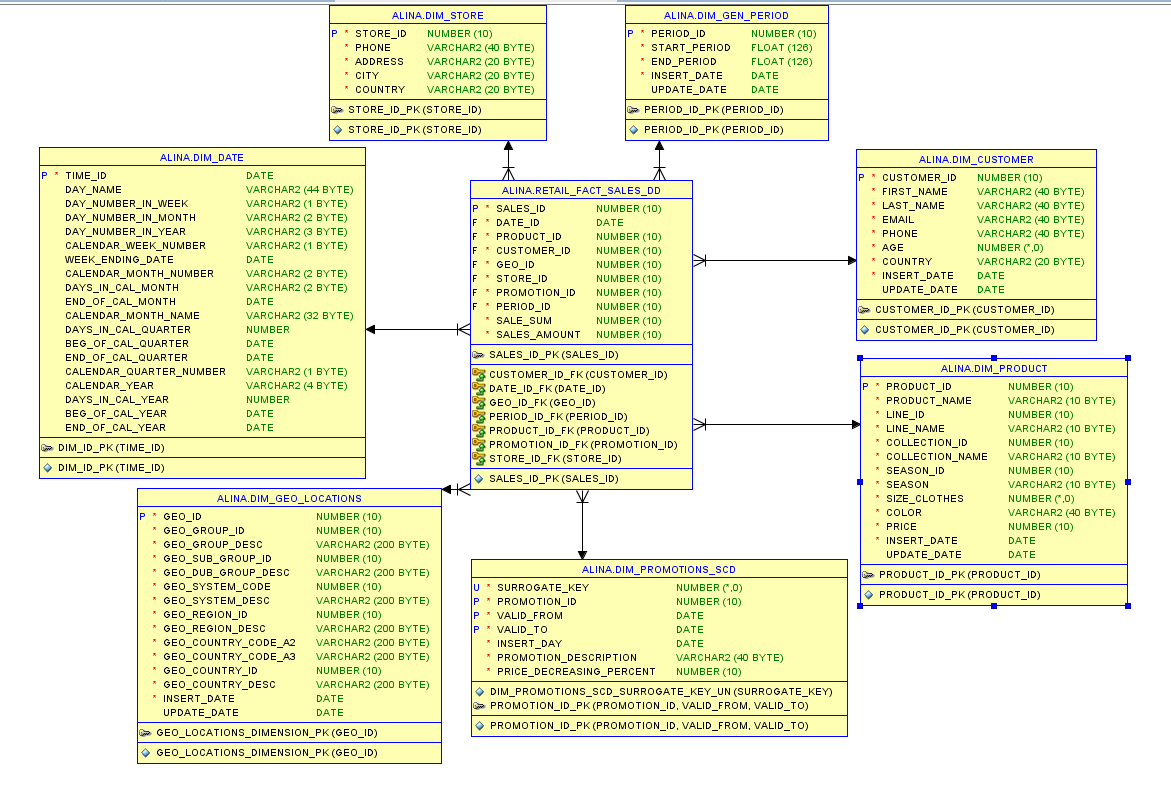 ALINA.DIM_STORE
P * STORE_ID NUMBER (10)
* PHONE VARCHAR2 (40 BYTE)
* ADDRESS VARCHAR2 (20 BYTE)
* CITY VARCHAR2 (20 BYTE)
* COUNTRY VARCHAR2 (20 BYTE)
STORE_ID_PK (STORE_ID)
STORE_ID_PK (STORE_ID)
ALINA.DIM_GEN_PERIOD
P * PERIOD_ID NUMBER (10)
* START_PERIOD FLOAT (126)
* END_PERIOD FLOAT (126)
* INSERT_DATE DATE
UPDATE_DATE DATE
PERIOD_ID_PK (PERIOD_ID)
PERIOD_ID_PK (PERIOD_ID)
ALINA.DIM_DATE
P * TIME_ID DATE
DAY_NAME VARCHAR2 (44 BYTE)
DAY_NUMBER_IN_WEEK VARCHAR2 (1 BYTE)
DAY_NUMBER_IN_MONTH VARCHAR2 (2 BYTE)
DAY_NUMBER_IN_YEAR VARCHAR2 (3 BYTE)
CALENDAR_WEEK_NUMBER VARCHAR2 (1 BYTE)
WEEK_ENDING_DATE DATE
CALENDAR_MONTH_NUMBER VARCHAR2 (2 BYTE)
DAYS_IN_CAL_MONTH VARCHAR2 (2 BYTE)
END_OF_CAL_MONTH DATE
CALENDAR_MONTH_NAME VARCHAR2 (32 BYTE)
DAYS_IN_CAL_QUARTER NUMBER
BEG_OF_CAL_QUARTER DATE
END_OF_CAL_QUARTER DATE
CALENDAR_QUARTER_NUMBER VARCHAR2 (1 BYTE)
CALENDAR_YEAR VARCHAR2 (4 BYTE)
DAYS_IN_CAL_YEAR NUMBER
BEG_OF_CAL_YEAR DATE
END_OF_CAL_YEAR DATE
DIM_ID_PK (TIME_ID)
DIM_ID_PK (TIME_ID)
ALINA.RETAIL_FACT_SALES_DD
P * SALES_ID NUMBER (10)
F * DATE_ID DATE
F * PRODUCT_ID NUMBER (10)
F * CUSTOMER_ID NUMBER (10)
F * GEO_ID NUMBER (10)
F * STORE_ID NUMBER (10)
F * PROMOTION_ID NUMBER (10)
F * PERIOD_ID NUMBER (10)
* SALE_SUM NUMBER (10)
* SALES_AMOUNT NUMBER (10)
SALES_ID_PK (SALES_ID)
CUSTOMER_ID_FK (CUSTOMER_ID)
DATE_ID_FK (DATE_ID)
GEO_ID_FK (GEO_ID)
PERIOD_ID_FK (PERIOD_ID)
PRODUCT_ID_FK (PRODUCT_ID)
PROMOTION_ID_FK (PROMOTION_ID)
STORE_ID_FK (STORE_ID)
SALES_ID_PK (SALES_ID)
ALINA.DIM_CUSTOMER
P * CUSTOMER_ID NUMBER (10)
* FIRST_NAME VARCHAR2 (40 BYTE)
* LAST_NAME VARCHAR2 (40 BYTE)
* EMAIL VARCHAR2 (40 BYTE)
* PHONE VARCHAR2 (40 BYTE)
* AGE NUMBER (*,0)
* COUNTRY VARCHAR2 (20 BYTE)
* INSERT_DATE DATE
UPDATE_DATE DATE
CUSTOMER_ID_PK (CUSTOMER_ID)
CUSTOMER_ID_PK (CUSTOMER_ID)
ALINA.DIM_PRODUCT
P * PRODUCT_ID NUMBER (10)
* PRODUCT_NAME VARCHAR2 (10 BYTE)
* LINE_ID NUMBER (10)
* LINE_NAME VARCHAR2 (10 BYTE)
* COLLECTION_ID NUMBER (10)
* COLLECTION_NAME VARCHAR2 (10 BYTE)
* SEASON_ID NUMBER (10)
* SEASON VARCHAR2 (10 BYTE)
* SIZE_CLOTHES NUMBER (*,0)
* COLOR VARCHAR2 (40 BYTE)
* PRICE NUMBER (10)
* INSERT_DATE DATE
UPDATE_DATE DATE
PRODUCT_ID_PK (PRODUCT_ID)
PRODUCT_ID_PK (PRODUCT_ID)
ALINA.DIM_GEO_LOCATIONS
P * GEO_ID NUMBER (10)
* GEO_GROUP_ID NUMBER (10)
* GEO_GROUP_DESC VARCHAR2 (200 BYTE)
* GEO_SUB_GROUP_ID NUMBER (10)
* GEO_DUB_GROUP_DESC VARCHAR2 (200 BYTE)
* GEO_SYSTEM_CODE NUMBER (10)
* GEO_SYSTEM_DESC VARCHAR2 (200 BYTE)
* GEO_REGION_ID NUMBER (10)
* GEO_REGION_DESC VARCHAR2 (200 BYTE)
* GEO_COUNTRY_CODE_A2 VARCHAR2 (200 BYTE)
* GEO_COUNTRY_CODE_A3 VARCHAR2 (200 BYTE)
* GEO_COUNTRY_ID NUMBER (10)
* GEO_COUNTRY_DESC VARCHAR2 (200 BYTE)
* INSERT_DATE DATE
UPDATE_DATE DATE
GEO_LOCATIONS_DIMENSION_PK (GEO_ID)
GEO_LOCATIONS_DIMENSION_PK (GEO_ID)
ALINA.DIM_PROMOTIONS_SCD
U * SURROGATE_KEY NUMBER (*,0)
P * PROMOTION_ID NUMBER (10)
P * VALID_FROM DATE
P * VALID_TO DATE
* INSERT_DAY DATE
* PROMOTION_DESCRIPTION VARCHAR2 (40 BYTE)
* PRICE_DECREASING_PERCENT NUMBER (10)
DIM_PROMOTIONS_SCD_SURROGATE_KEY_UN (SURROGATE_KEY)
PROMOTION_ID_PK (PROMOTION_ID, VALID_FROM, VALID_TO)
PROMOTION_ID_PK (PROMOTION_ID, VALID_FROM, VALID_TO)